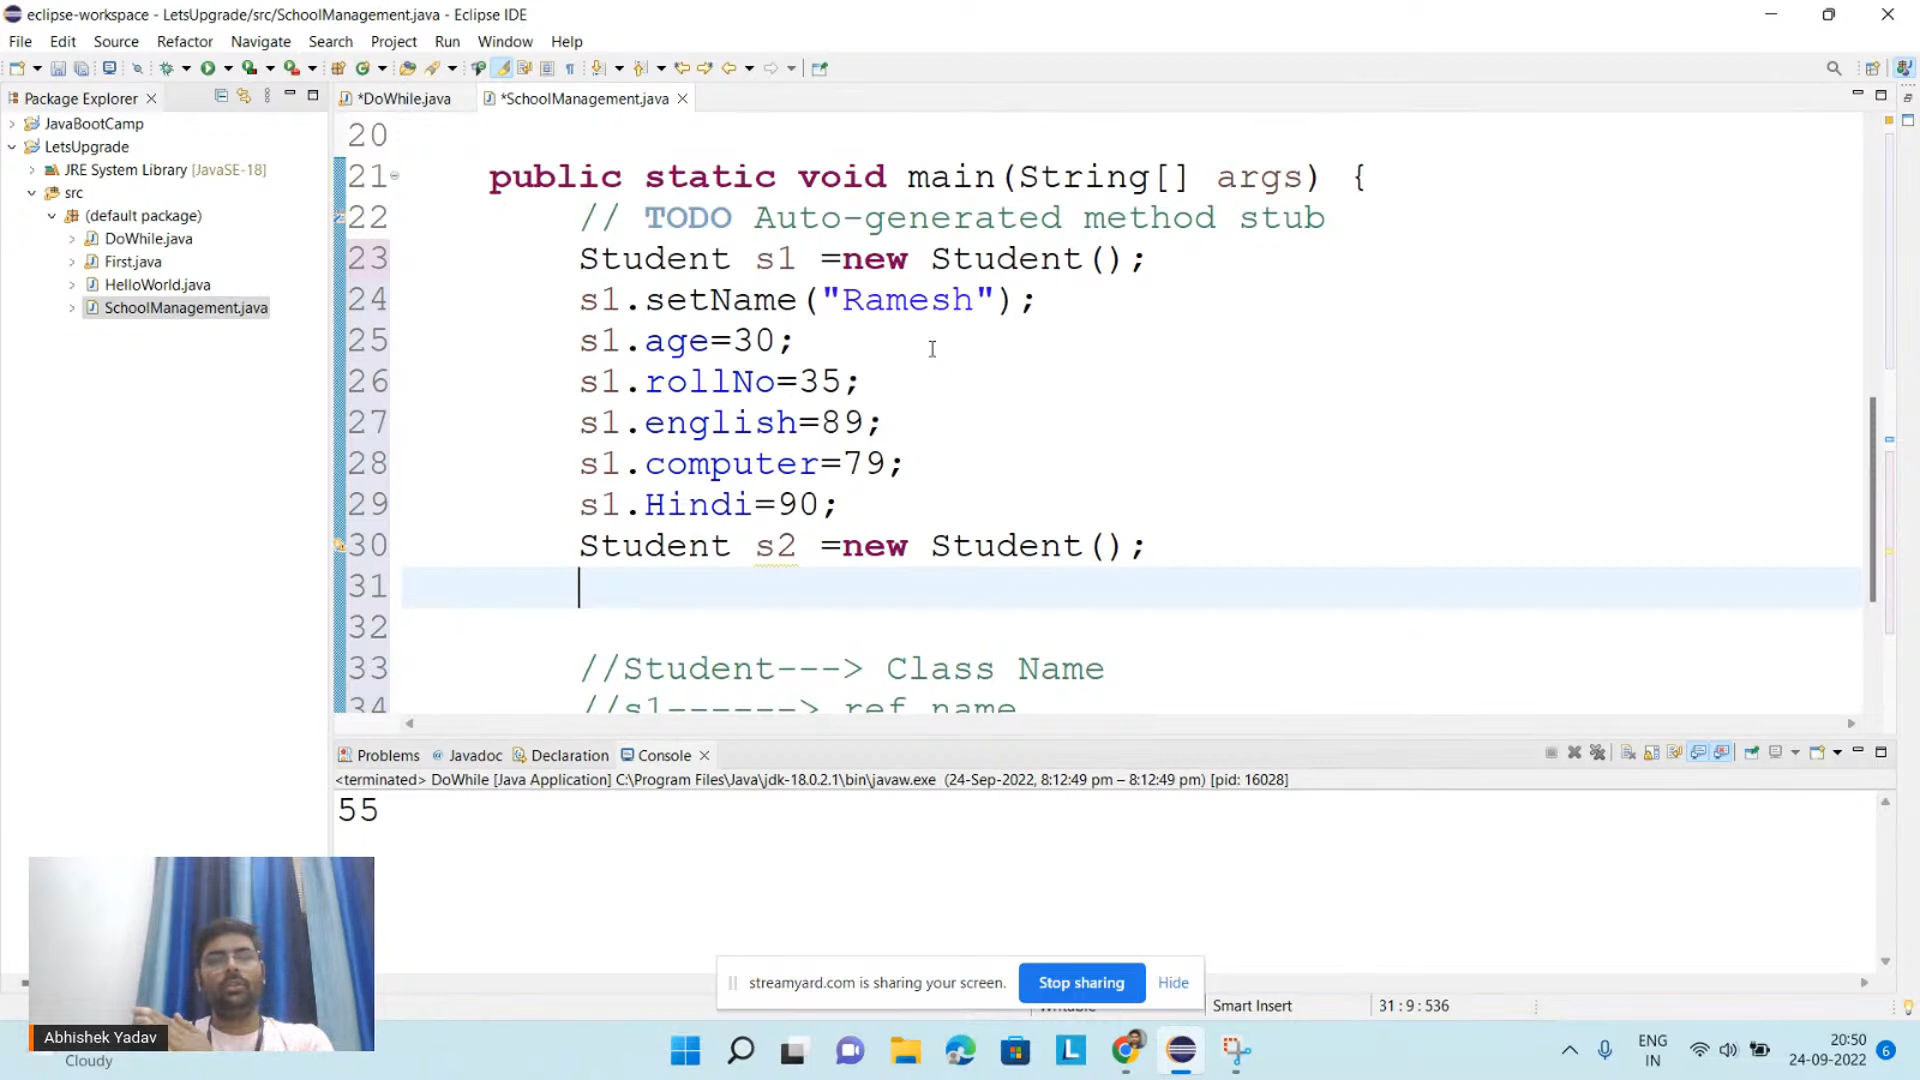 eclipse-workspace - LetsUpgrade/src/SchoolManagement.java - Eclipse IDE
File Edit Source Refactor Navigate Search Project Run Window Help
Package Explorer
*DoWhile.java
*SchoolManagement.java
JavaBootCamp
LetsUpgrade
JRE System Library [JavaSE-18]
src
(default package)
DoWhile.java
First.java
HelloWorld.java
SchoolManagement.java
20
21 public static void main(String[] args) {
22 // TODO Auto-generated method stub
23 Student s1 =new Student();
24 s1.setName("Ramesh");
25 s1.age=30;
26 s1.rollNo=35;
27 s1.english=89;
28 s1.computer=79;
29 s1.Hindi=90;
30 Student s2 =new Student();
31
32
33 //Student---> Class Name
34 //s1------> ref name
Problems Javadoc Declaration Console
<terminated> DoWhile [Java Application] C:\Program Files\Java\jdk-18.0.2.1\bin\javaw.exe (24-Sep-2022, 8:12:49 pm – 8:12:49 pm) [pid: 16028]
55
streamyard.com is sharing your screen. Stop sharing Hide
Writable Smart Insert 31 : 9 : 536
Abhishek Yadav
Cloudy
ENG
IN
20:50
24-09-2022
6